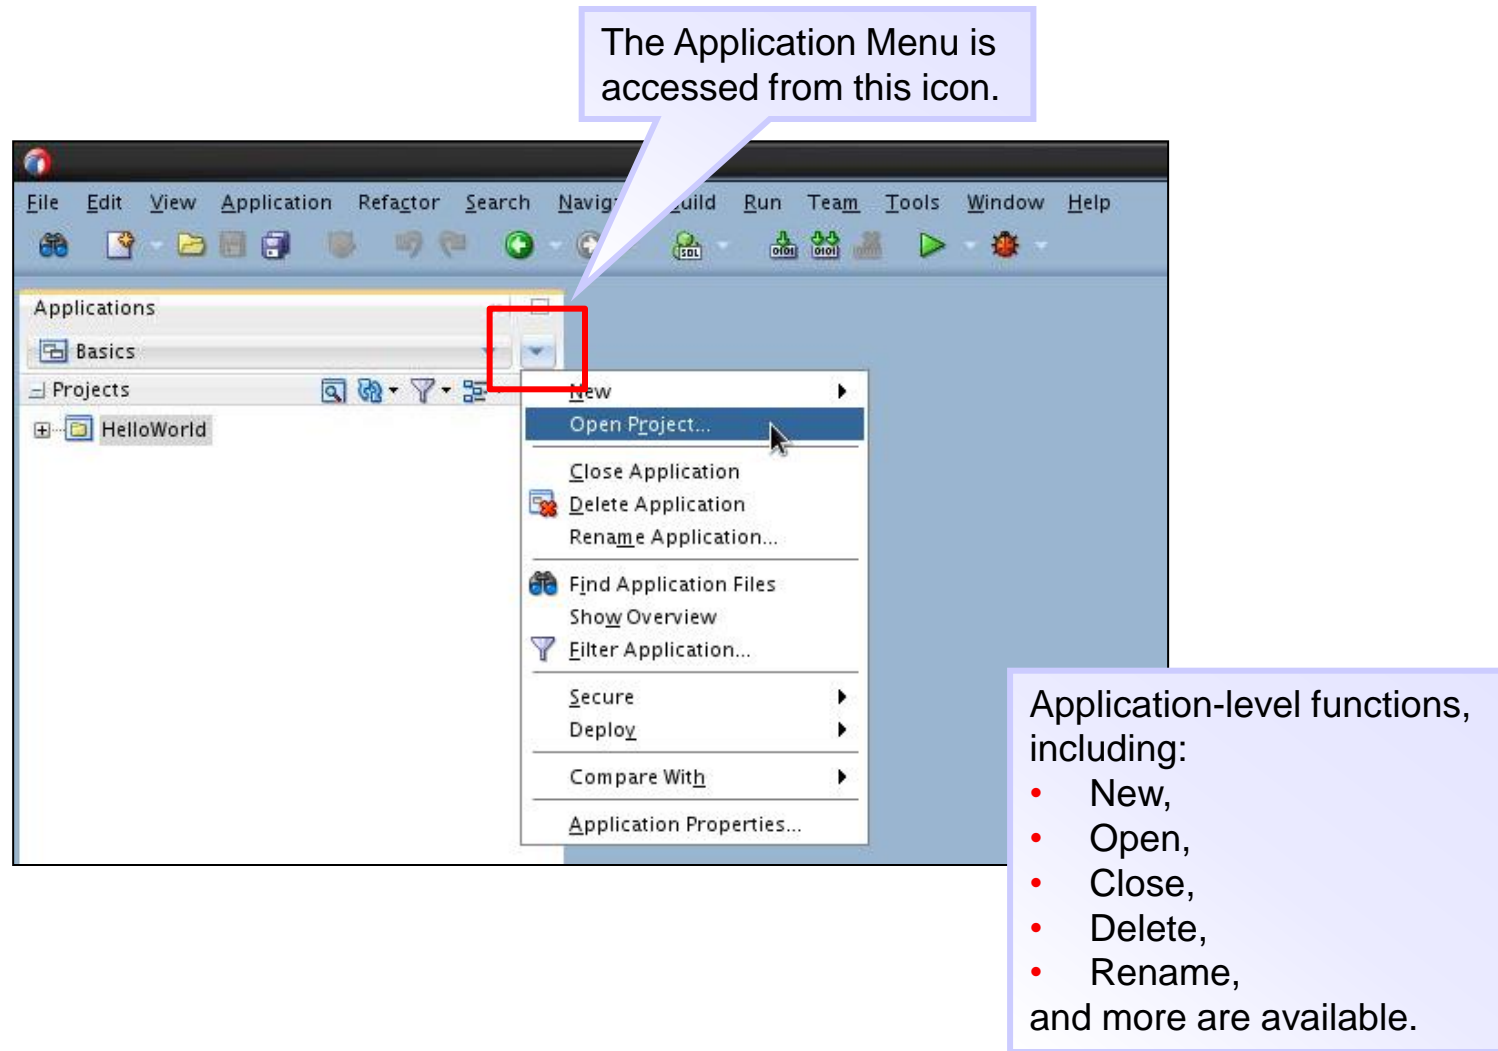 The Application Menu is
accessed from this icon.
File Edit View Application Refactor Search Navig uild Run Team Tools Window Help
SDL 0101 0101
Applications
Basics
Projects
HelloWorld
New
Open Project...
Close Application
Delete Application
Rename Application...
Find Application Files
Show Overview
Filter Application...
Secure
Deploy
Compare With
Application Properties...
Application-level functions,
including:
• New,
• Open,
• Close,
• Delete,
• Rename,
and more are available.